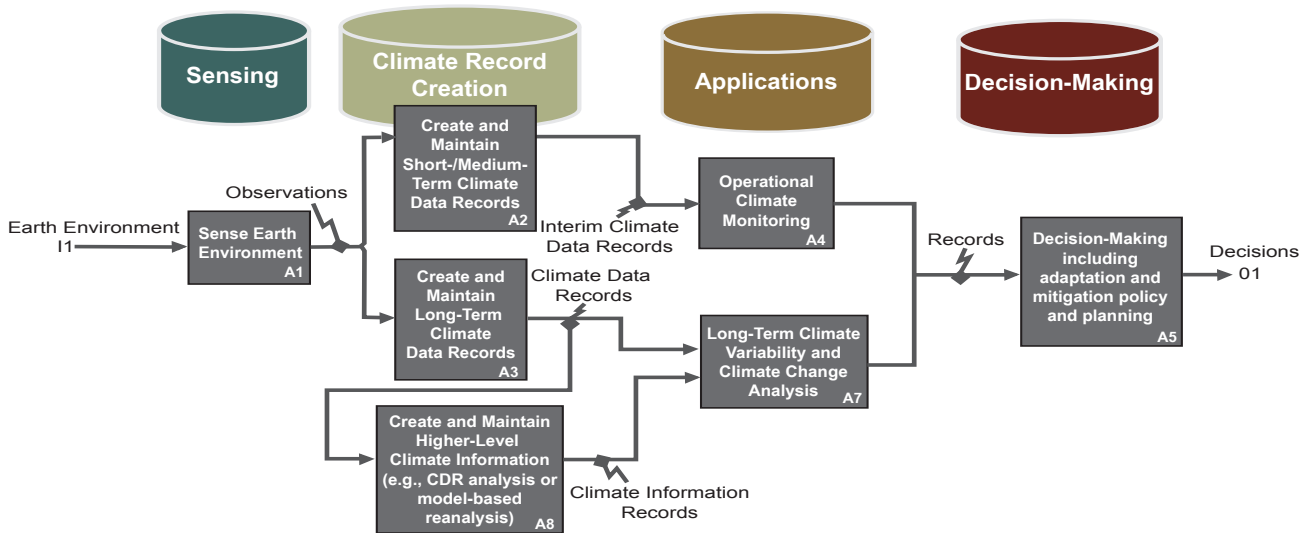 Sensing
Climate Record
Creation
Applications
Decision-Making
Earth Environment
I1
Sense Earth
Environment
A1
Observations
Create and
Maintain
Short-/Medium-
Term Climate
Data Records
A2
Interim Climate
Data Records
Create and
Maintain
Long-Term
Climate
Data Records
A3
Climate Data
Records
Create and Maintain
Higher-Level
Climate Information
(e.g., CDR analysis or
model-based
reanalysis)
A8
Climate Information
Records
Operational
Climate
Monitoring
A4
Long-Term Climate
Variability and
Climate Change
Analysis
A7
Records
Decision-Making
including
adaptation and
mitigation policy
and planning
A5
Decisions
01